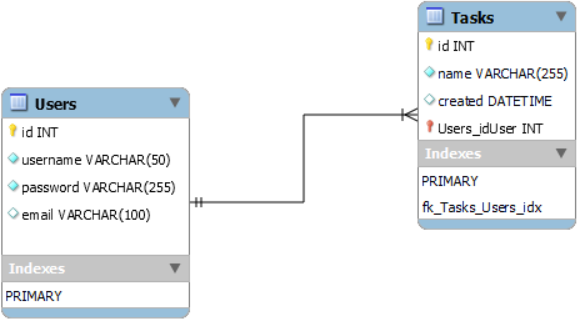 Users
id INT
username VARCHAR(50)
password VARCHAR(255)
email VARCHAR(100)
Indexes
PRIMARY
Tasks
id INT
name VARCHAR(255)
created DATETIME
Users_idUser INT
Indexes
PRIMARY
fk_Tasks_Users_idx